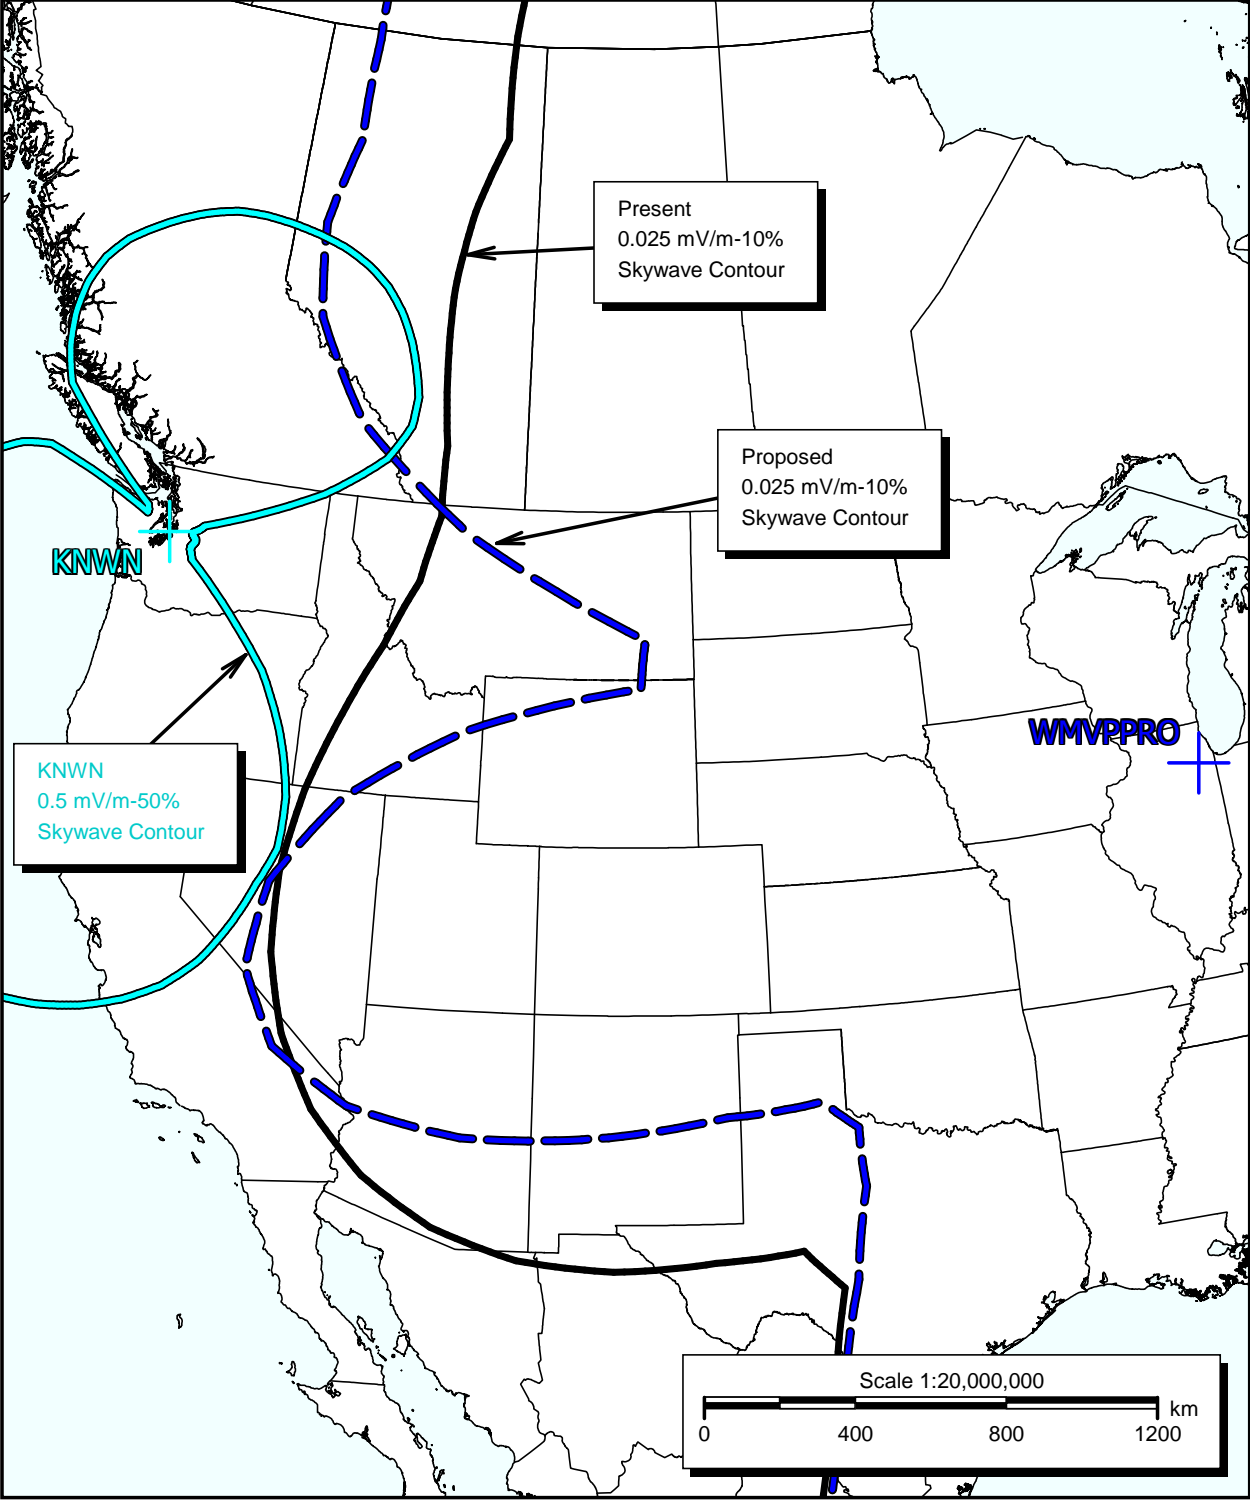 Present
0.025 mV/m-10%
Skywave Contour
Proposed
0.025 mV/m-10%
Skywave Contour
KNWN
WMVPPRO
KNWN
0.5 mV/m-50%
Skywave Contour
Scale 1:20,000,000
km
0 400 800 1200